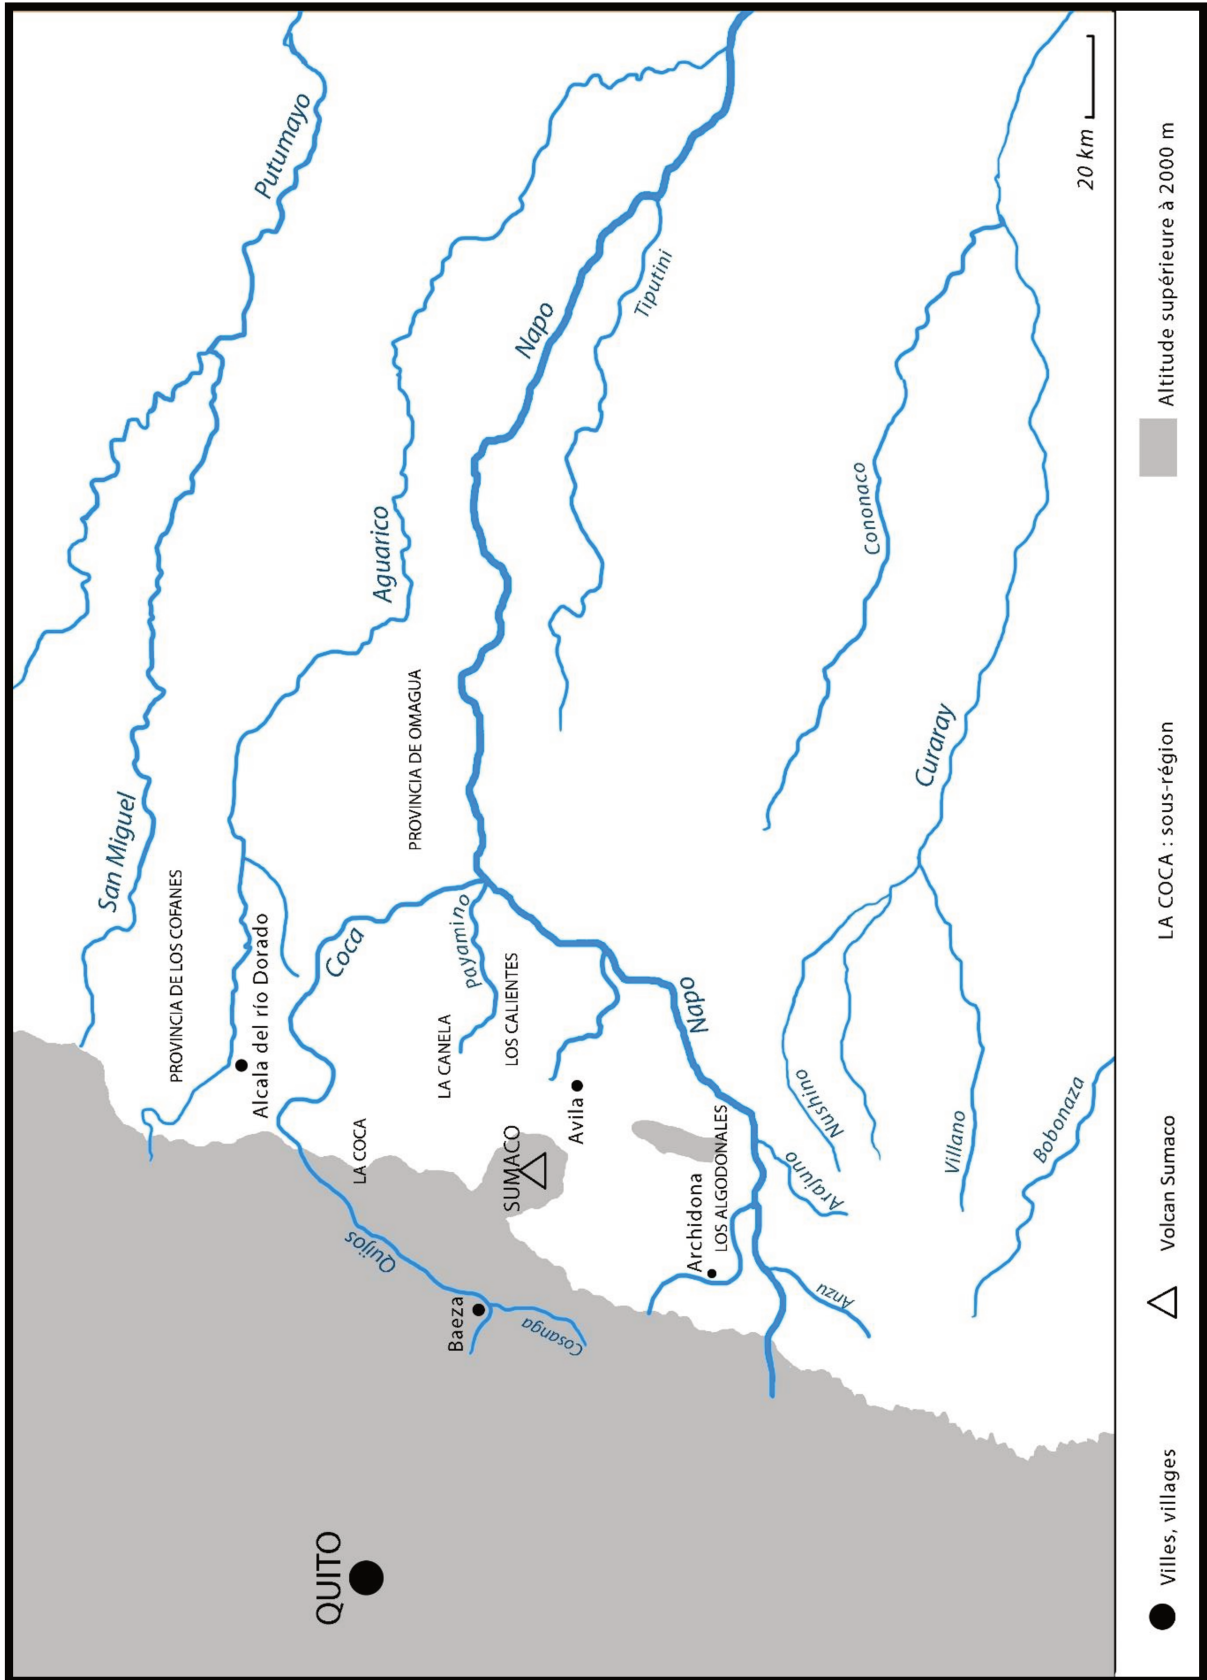 Putumayo
San Miguel
PROVINCIA DE LOS COFANES
Alcala del río Dorado
Aguarico
QUITO
Coca
LA COCA
Quijos
PROVINCIA DE OMAGUA
Baeza
LA CANELA
Payamino
LOS CALIENTES
Napo
SUMACO
Cosanga
Avila
Tiputini
Archidona
LOS ALGODONALES
Napo
Nushino
Arajuno
Anzu
Cononaco
Curaray
Villano
Bobonaza
20 km
Villes, villages
Volcan Sumaco
LA COCA : sous-région
Altitude supérieure à 2000 m